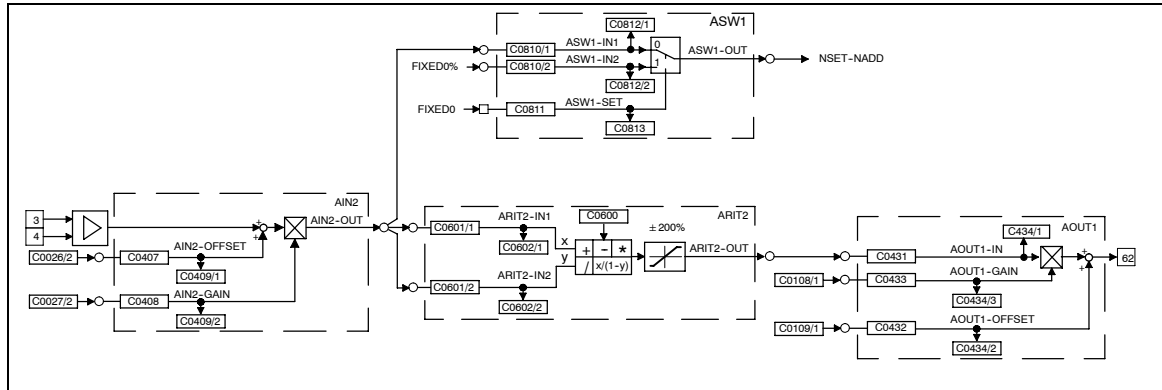 ASW1
C0812/1
C0810/1
ASW1-IN1
0
ASW1-OUT
NSET-NADD
FIXED0%
C0810/2
ASW1-IN2
1
C0812/2
FIXED0
C0811
ASW1-SET
C0813
AIN2
3
4
+
+
AIN2-OUT
C0026/2
C0407
AIN2-OFFSET
C0409/1
C0027/2
C0408
AIN2-GAIN
C0409/2
ARIT2
C0601/1
ARIT2-IN1
C0602/1
C0600
± 200%
x
y
+ - *
/ x/(1-y)
ARIT2-OUT
C0601/2
ARIT2-IN2
C0602/2
AOUT1
C434/1
C0431
AOUT1-IN
+
+
62
C0108/1
C0433
AOUT1-GAIN
C0434/3
C0109/1
C0432
AOUT1-OFFSET
C0434/2